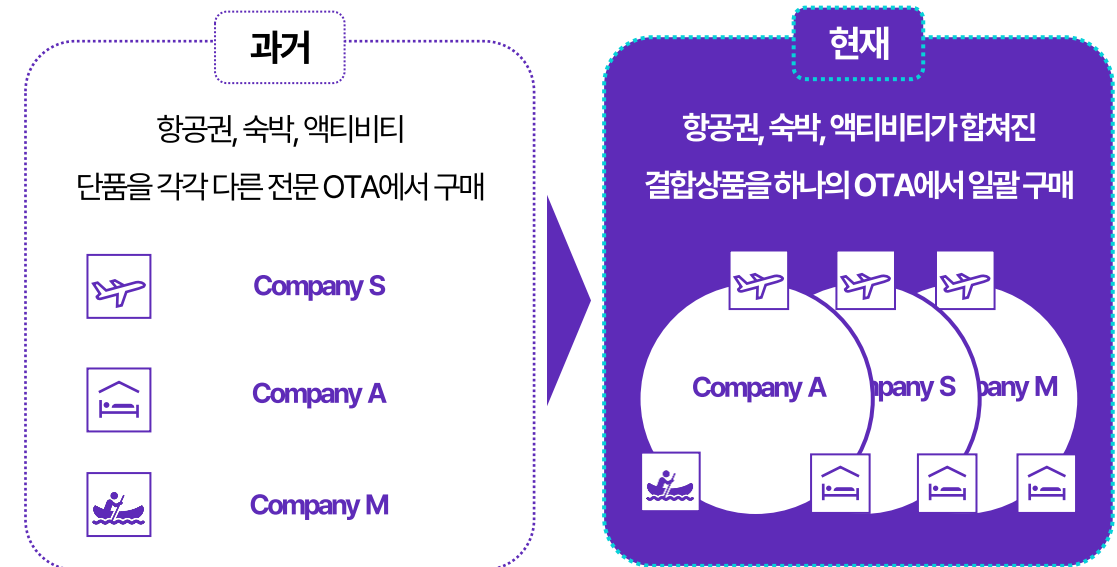 과거
항공권, 숙박, 액티비티
단품을 각각 다른 전문 OTA에서 구매
Company S
Company A
Company M
현재
항공권, 숙박, 액티비티가 합쳐진
결합상품을 하나의 OTA에서 일괄 구매
Company A
pany S
pany M